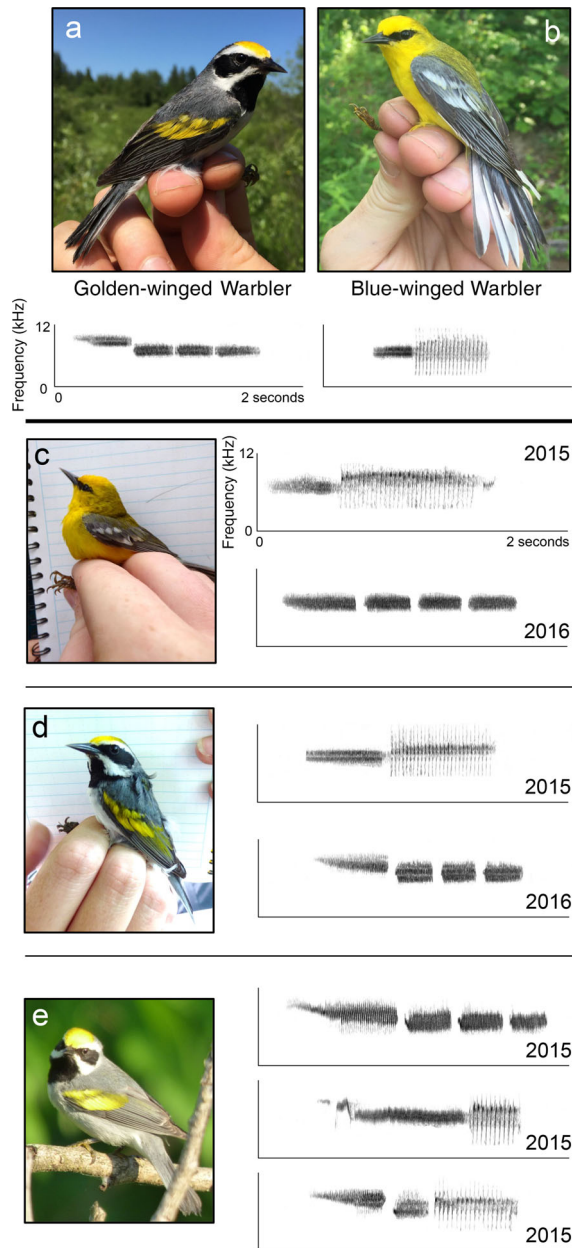 a
b
Golden-winged Warbler
Blue-winged Warbler
Frequency (kHz)
12
0
0
2 seconds
c
Frequency (kHz)
12
0
0
2 seconds
2015
2016
d
2015
2016
e
2015
2015
2015